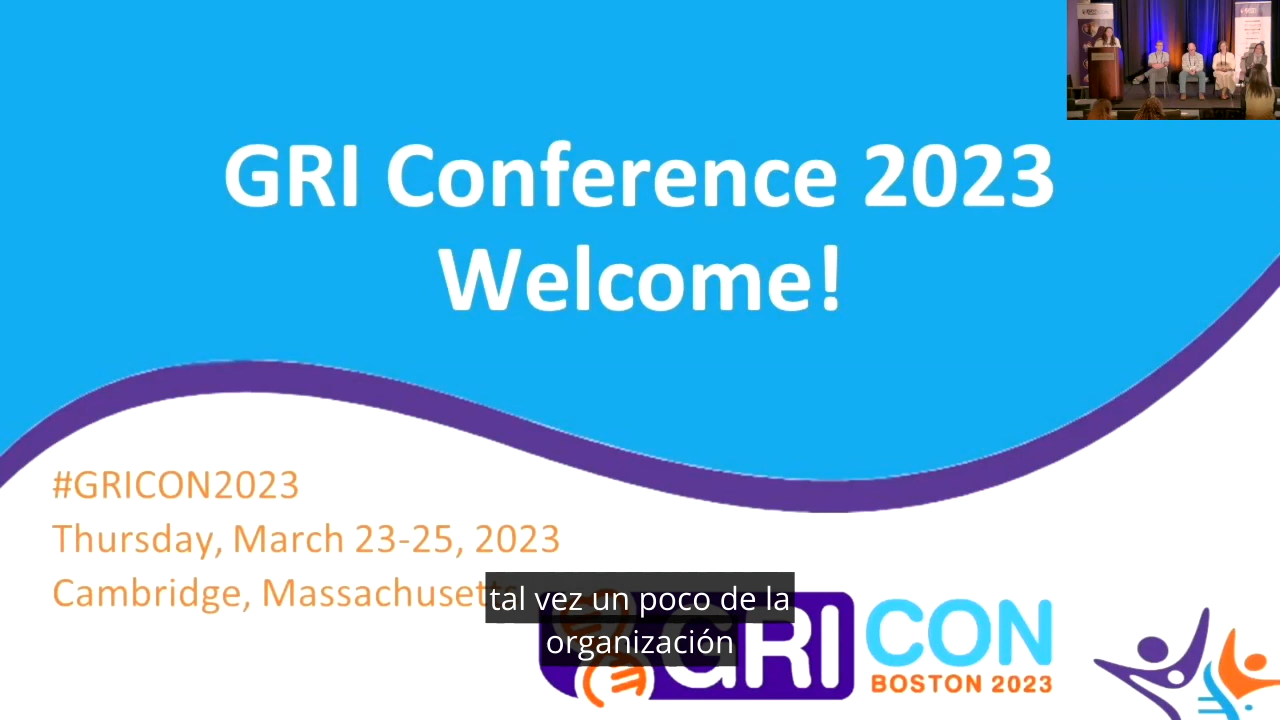 GRI Conference 2023
Welcome!
#GRICON2023
Thursday, March 23-25, 2023
Cambridge, Massachusetts
tal vez un poco de la
organización
GRI CON
BOSTON 2023